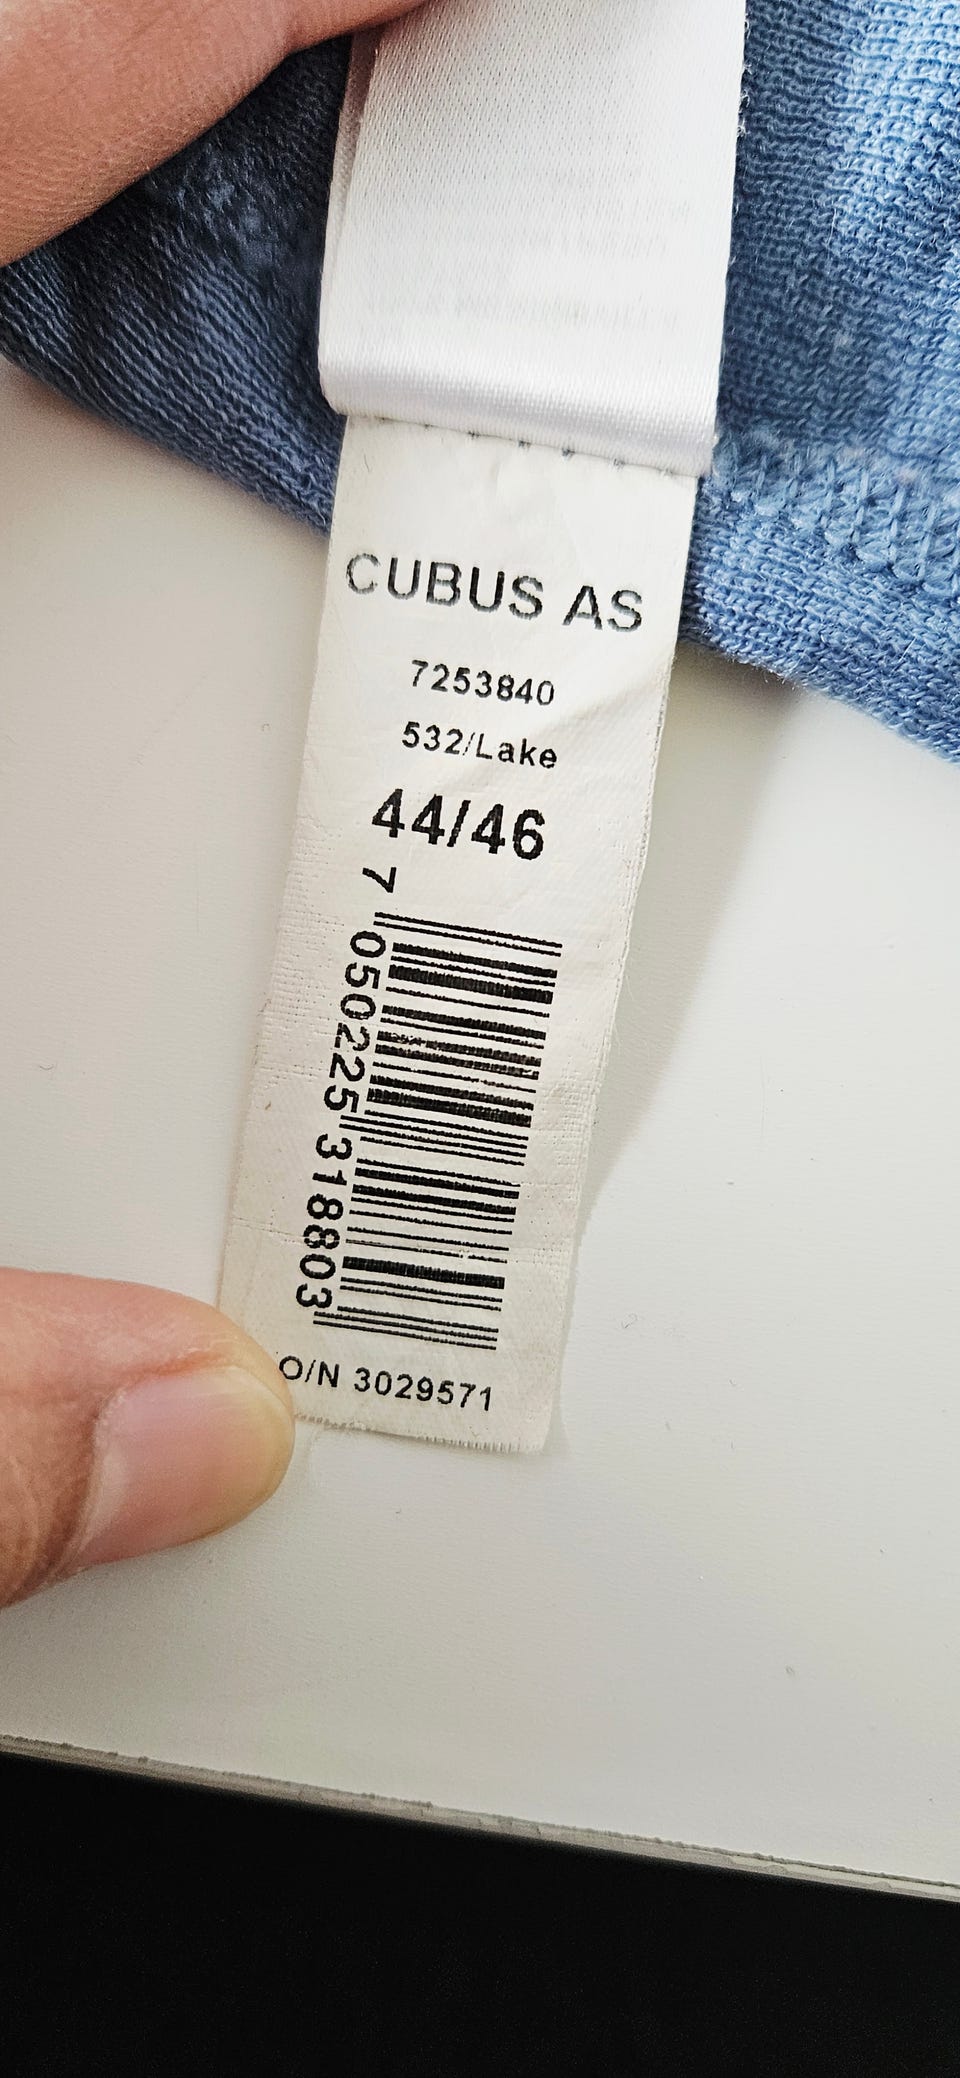 CUBUS AS
7253840
532/Lake
44/46
7 050225 318803
O/N 3029571